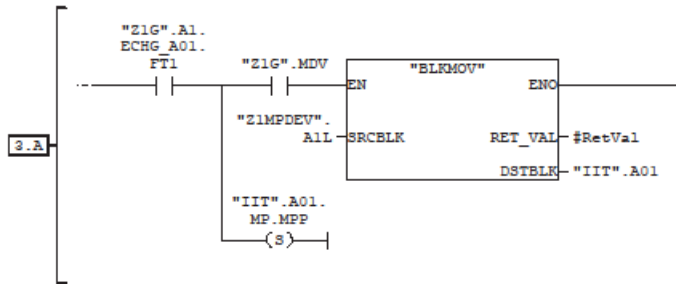 "Z1G".A1.
ECHG_A01.
FT1
"Z1G".MDV
"BLKMOV"
EN
ENO
3.A
"Z1MPDEV".
A1L
SRCBLK
RET_VAL
#RetVal
DSTBLK
"IIT".A01
"IIT".A01.
MP.MPP
S